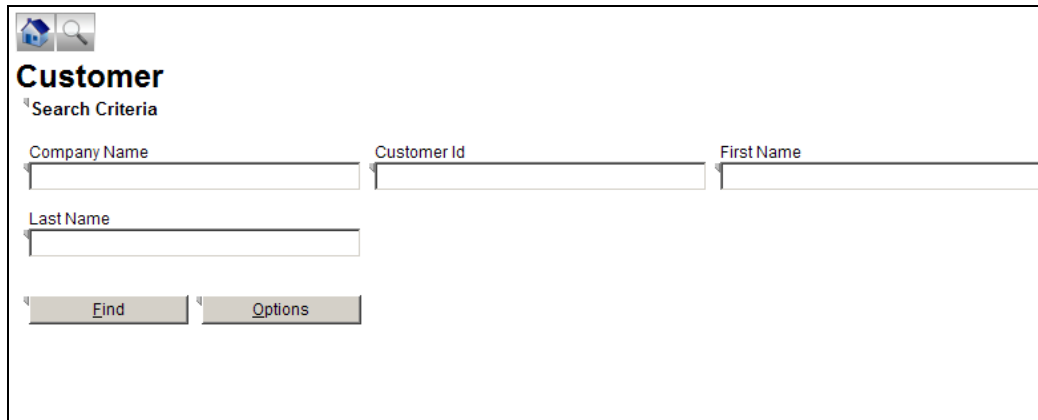 Customer
Search Criteria
Company Name Customer Id First Name
Last Name
Find Options